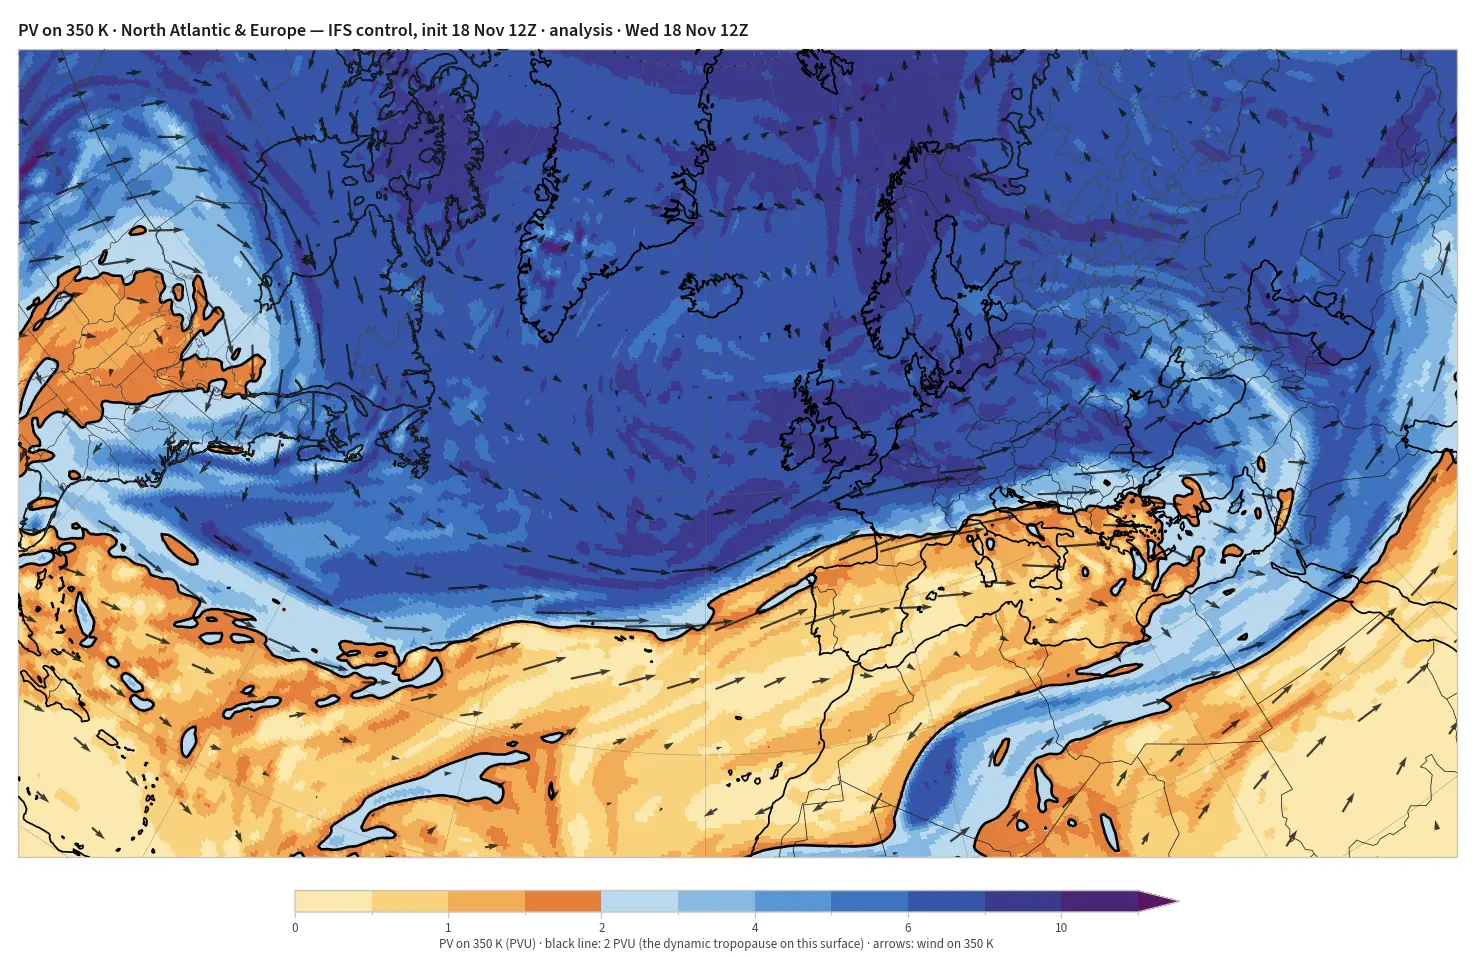 PV on 350 K · North Atlantic & Europe — IFS control, init 18 Nov 12Z · analysis · Wed 18 Nov 12Z
0 1 2 4 6 10
PV on 350 K (PVU) · black line: 2 PVU (the dynamic tropopause on this surface) · arrows: wind on 350 K